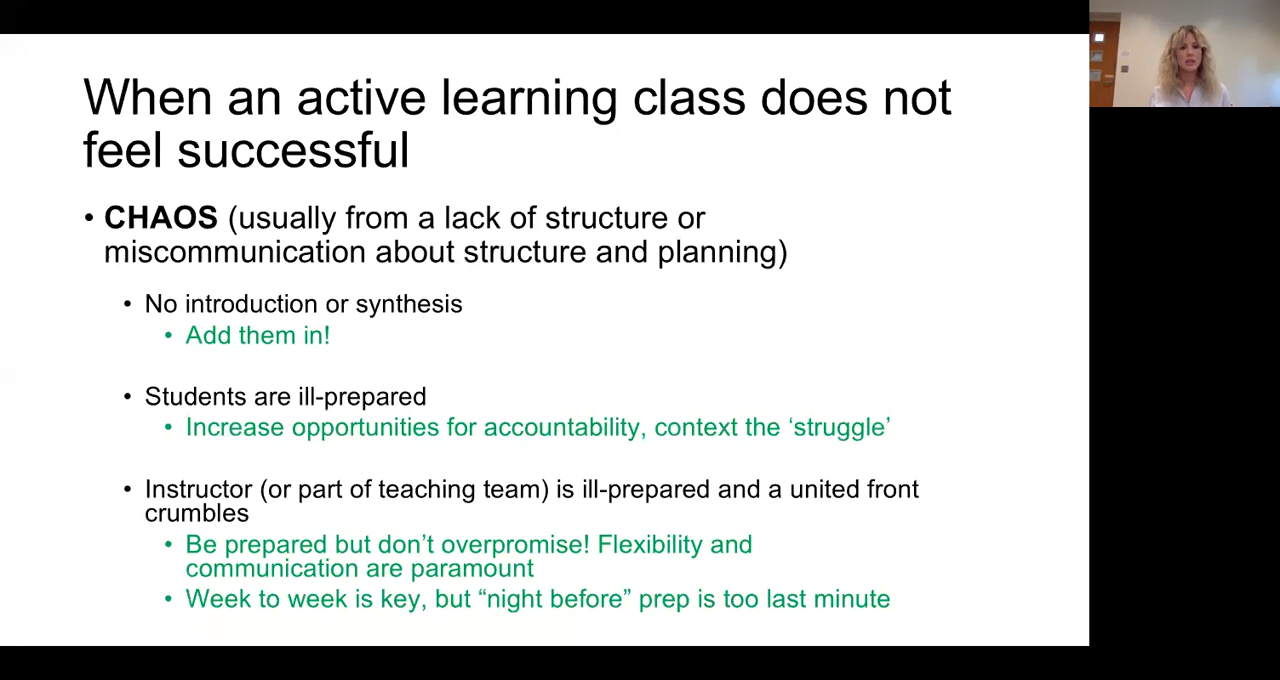 When an active learning class does not
feel successful
• CHAOS (usually from a lack of structure or
miscommunication about structure and planning)
• No introduction or synthesis
• Add them in!
• Students are ill-prepared
• Increase opportunities for accountability, context the ‘struggle’
• Instructor (or part of teaching team) is ill-prepared and a united front
crumbles
• Be prepared but don’t overpromise! Flexibility and
communication are paramount
• Week to week is key, but “night before” prep is too last minute